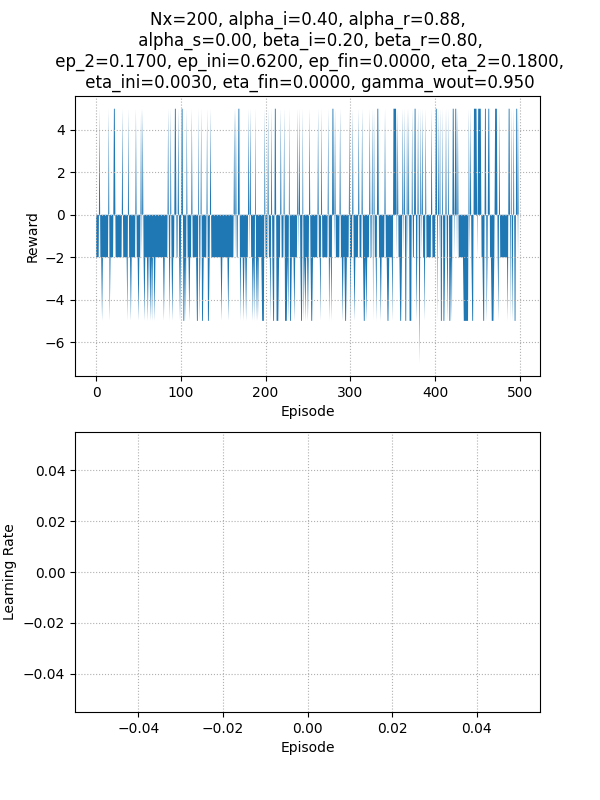 Nx=200, alpha_i=0.40, alpha_r=0.88,
alpha_s=0.00, beta_i=0.20, beta_r=0.80,
ep_2=0.1700, ep_ini=0.6200, ep_fin=0.0000, eta_2=0.1800,
eta_ini=0.0030, eta_fin=0.0000, gamma_wout=0.950
4
2
0
−2
−4
−6
Reward
0 100 200 300 400 500
Episode
0.04
0.02
0.00
−0.02
−0.04
Learning Rate
−0.04 −0.02 0.00 0.02 0.04
Episode